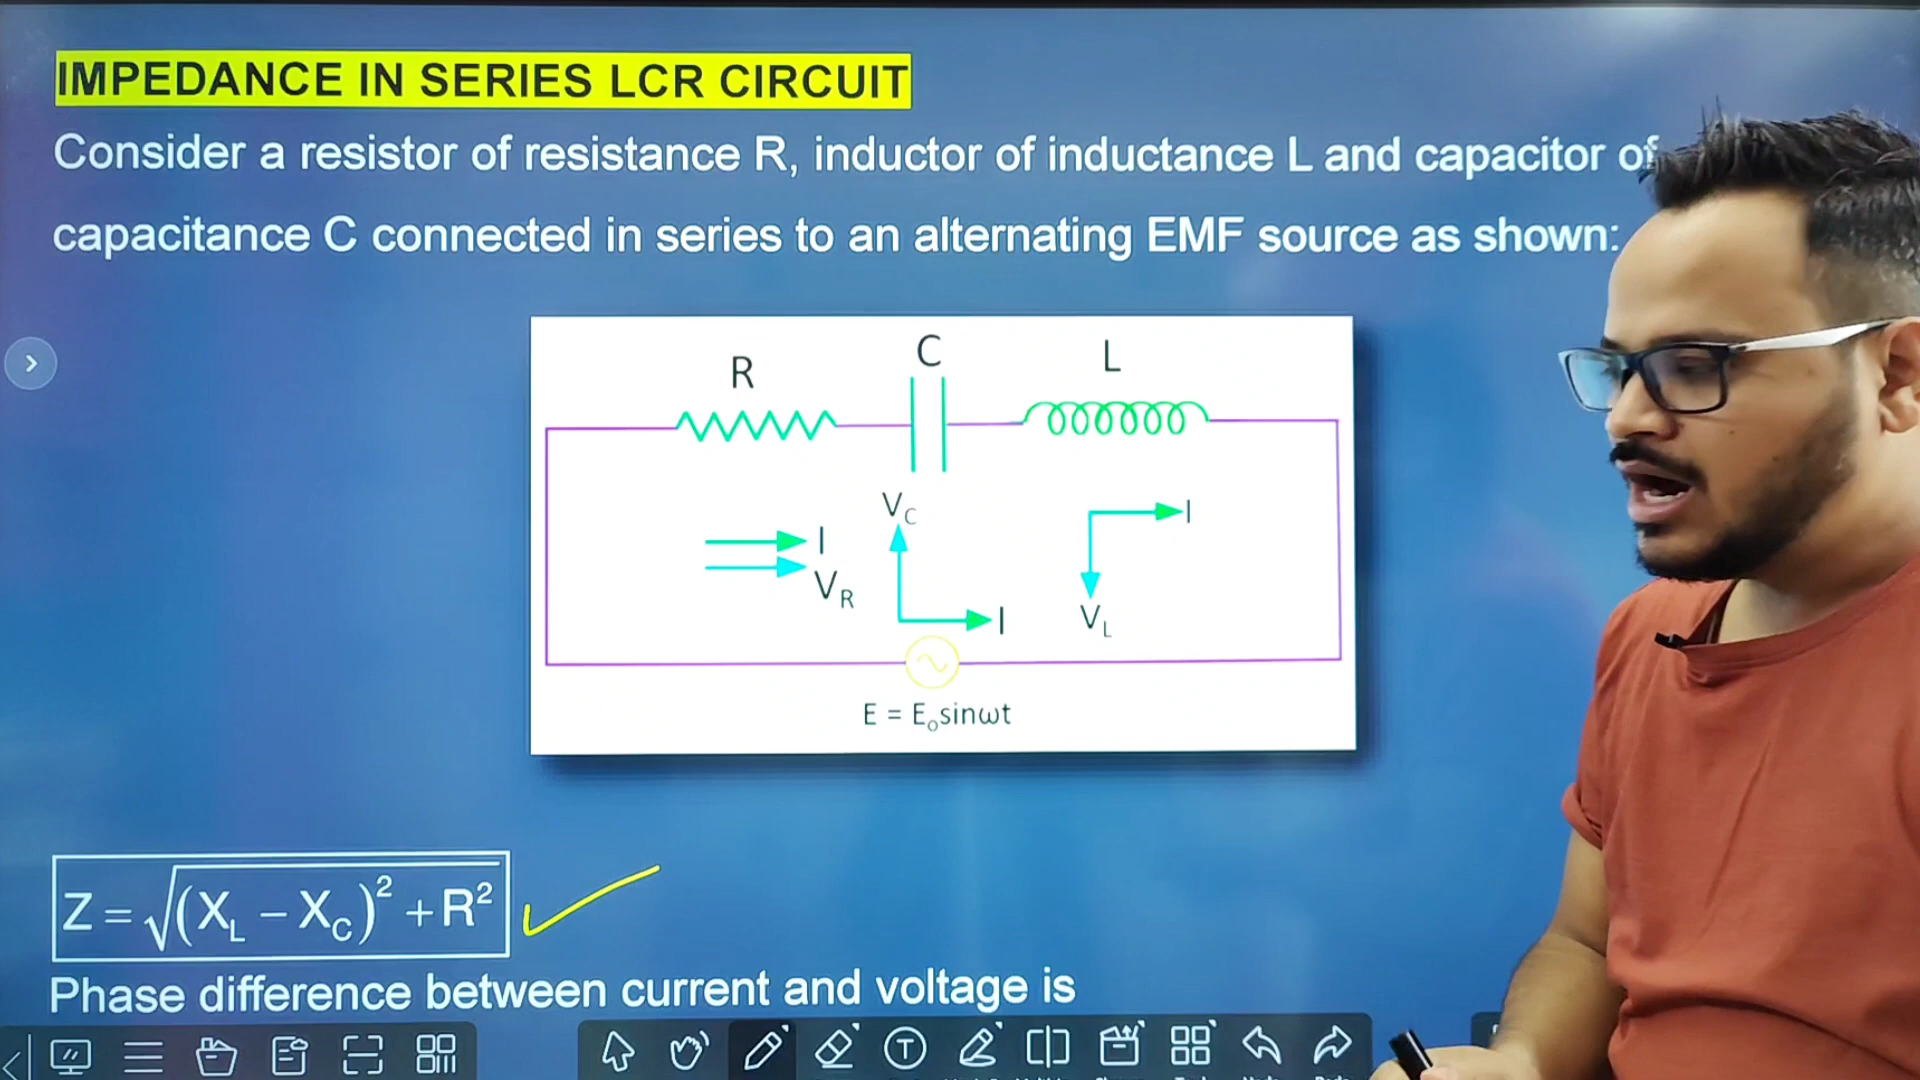 IMPEDANCE IN SERIES LCR CIRCUIT
Consider a resistor of resistance R, inductor of inductance L and capacitor of
capacitance C connected in series to an alternating EMF source as shown:
R
C
L
V_C
I
I
V_R
I
V_L
E = E₀sinωt
Z = √(X_L − X_C)² + R²
Phase difference between current and voltage is
T